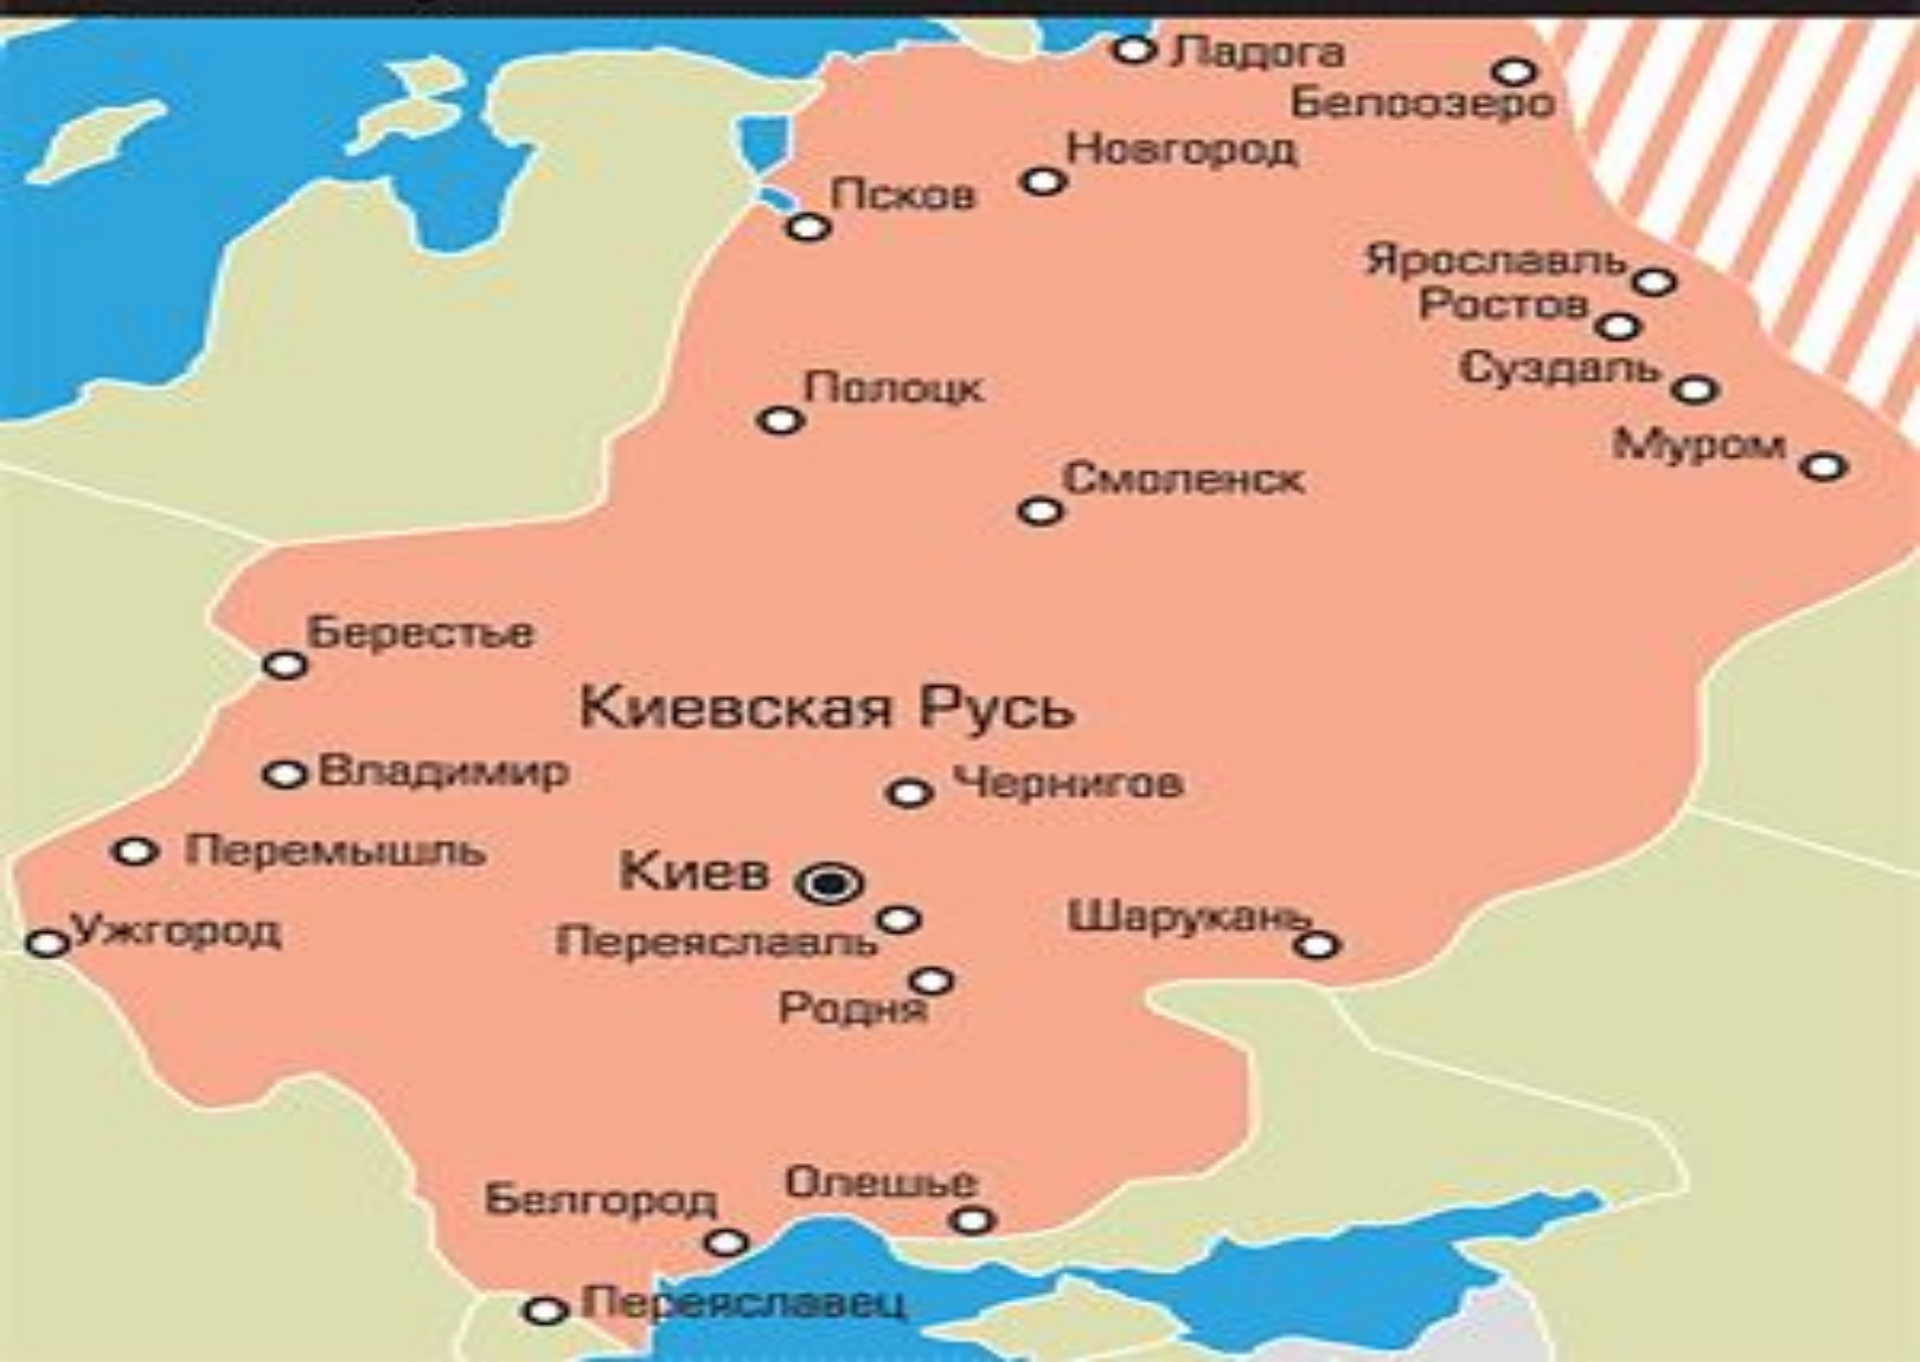 Ладога
Белоозеро
Новгород
Псков
Ярославль
Ростов
Суздаль
Полоцк
Муром
Смоленск
Берестье
Киевская Русь
Владимир
Чернигов
Перемышль
Киев
Ужгород
Шарукань
Переяславль
Родня
Олешье
Белгород
Переяславец